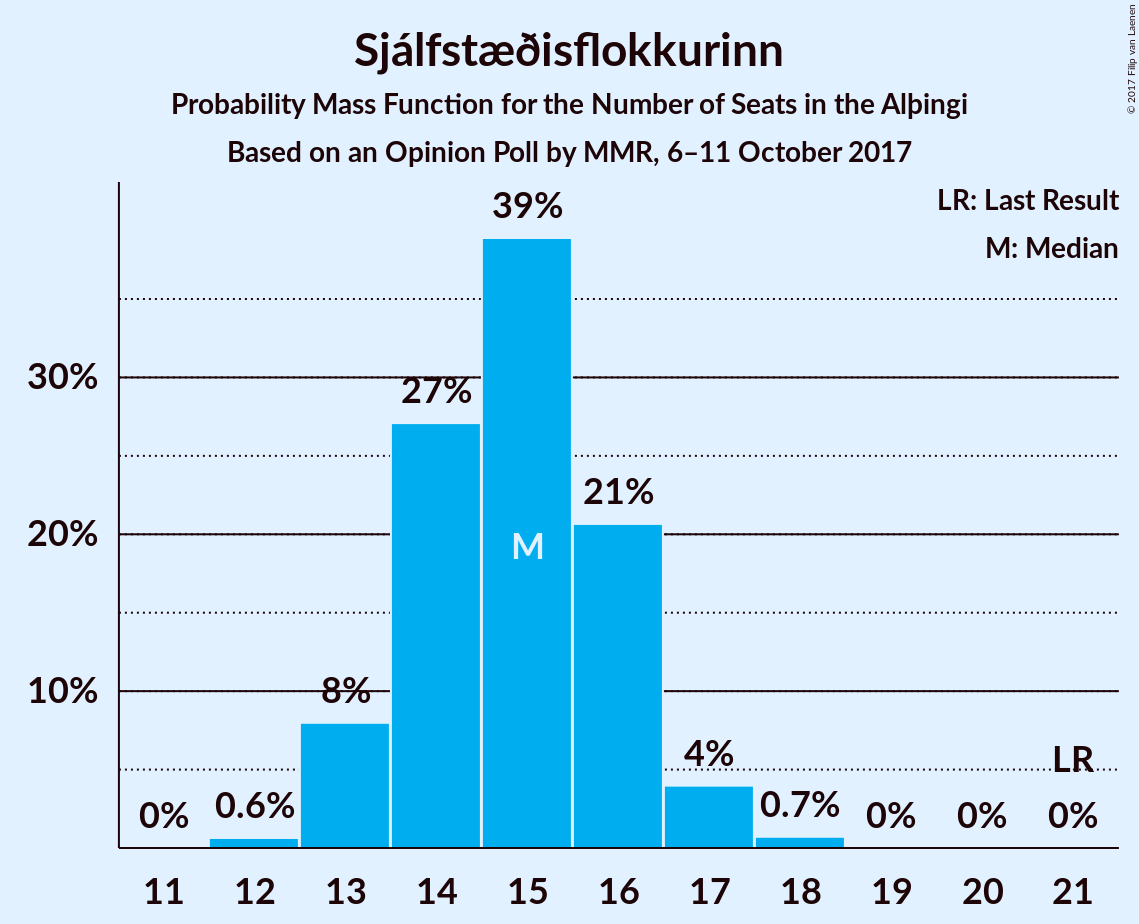 Sjálfstæðisflokkurinn
Probability Mass Function for the Number of Seats in the Alþingi
Based on an Opinion Poll by MMR, 6–11 October 2017
© 2017 Filip van Laenen
LR: Last Result
M: Median
39%
30%
27%
21%
20%
M
10%
8%
4%
LR
0%
0.6%
0.7%
0%
0%
0%
11 12 13 14 15 16 17 18 19 20 21